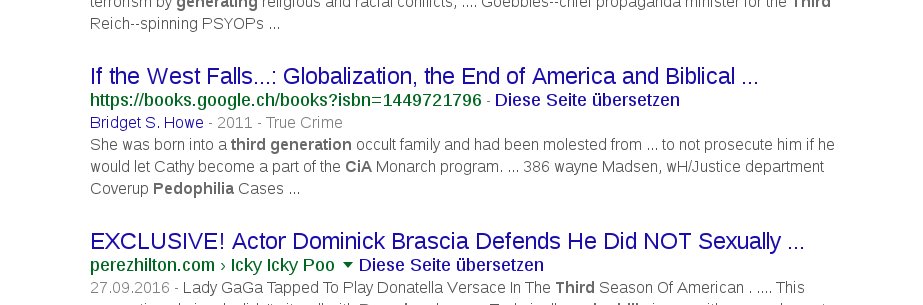 terrorism by generating religious and racial conflicts, .... Goebbels--chief propaganda minister for the Third
Reich--spinning PSYOPs ...
If the West Falls...: Globalization, the End of America and Biblical ...
https://books.google.ch/books?isbn=1449721796 - Diese Seite übersetzen
Bridget S. Howe - 2011 - True Crime
She was born into a third generation occult family and had been molested from ... to not prosecute him if he
would let Cathy become a part of the CiA Monarch program. ... 386 wayne Madsen, wH/Justice department
Coverup Pedophilia Cases ...
EXCLUSIVE! Actor Dominick Brascia Defends He Did NOT Sexually ...
perezhilton.com › Icky Icky Poo ▼ Diese Seite übersetzen
27.09.2016 - Lady GaGa Tapped To Play Donatella Versace In The Third Season Of American . .... This